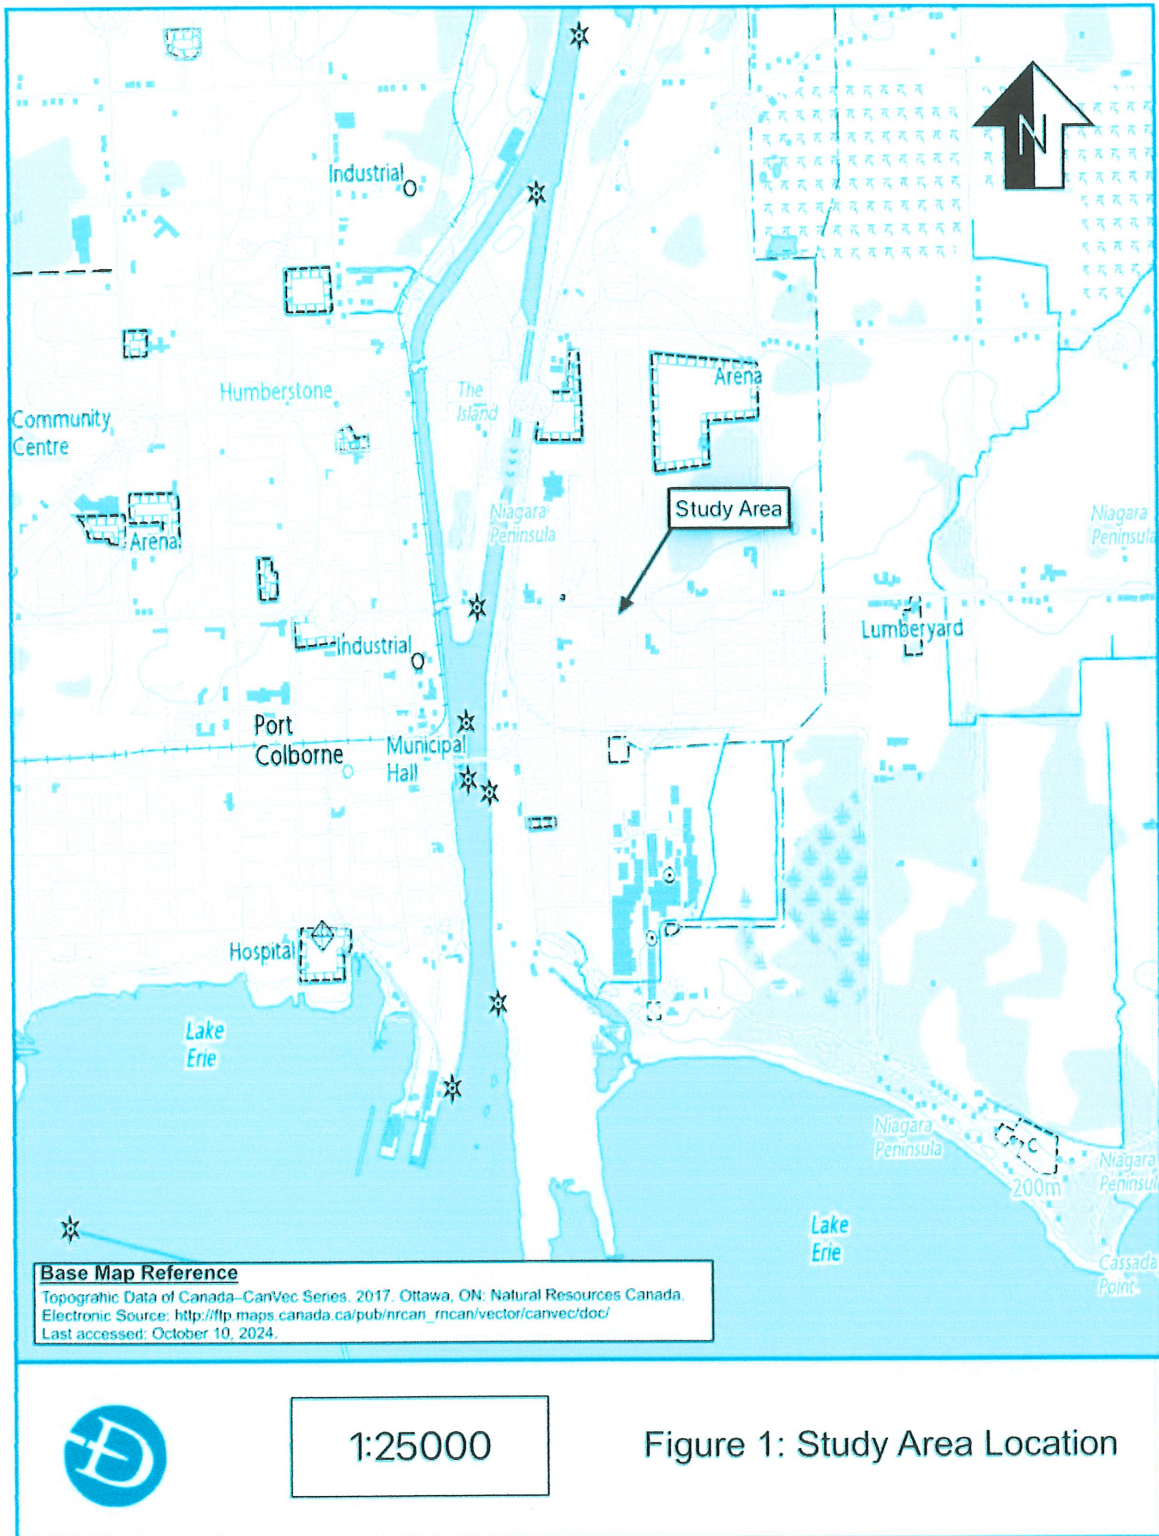 N
Industrial
Arena
Humberstone
The
Island
Community
Centre
Study Area
Niagara
Peninsula
Niagara
Peninsula
Arena
Lumberyard
Industrial
Port
Colborne
Municipal
Hall
Hospital
Lake
Erie
Niagara
Peninsula
C
200m
Niagara
Peninsul
Lake
Erie
Cassada
Point
Base Map Reference
Topograhic Data of Canada–CanVec Series. 2017. Ottawa, ON: Natural Resources Canada.
Electronic Source: http://ftp.maps.canada.ca/pub/nrcan_rncan/vector/canvec/doc/
Last accessed: October 10, 2024.
D
1:25000
Figure 1: Study Area Location